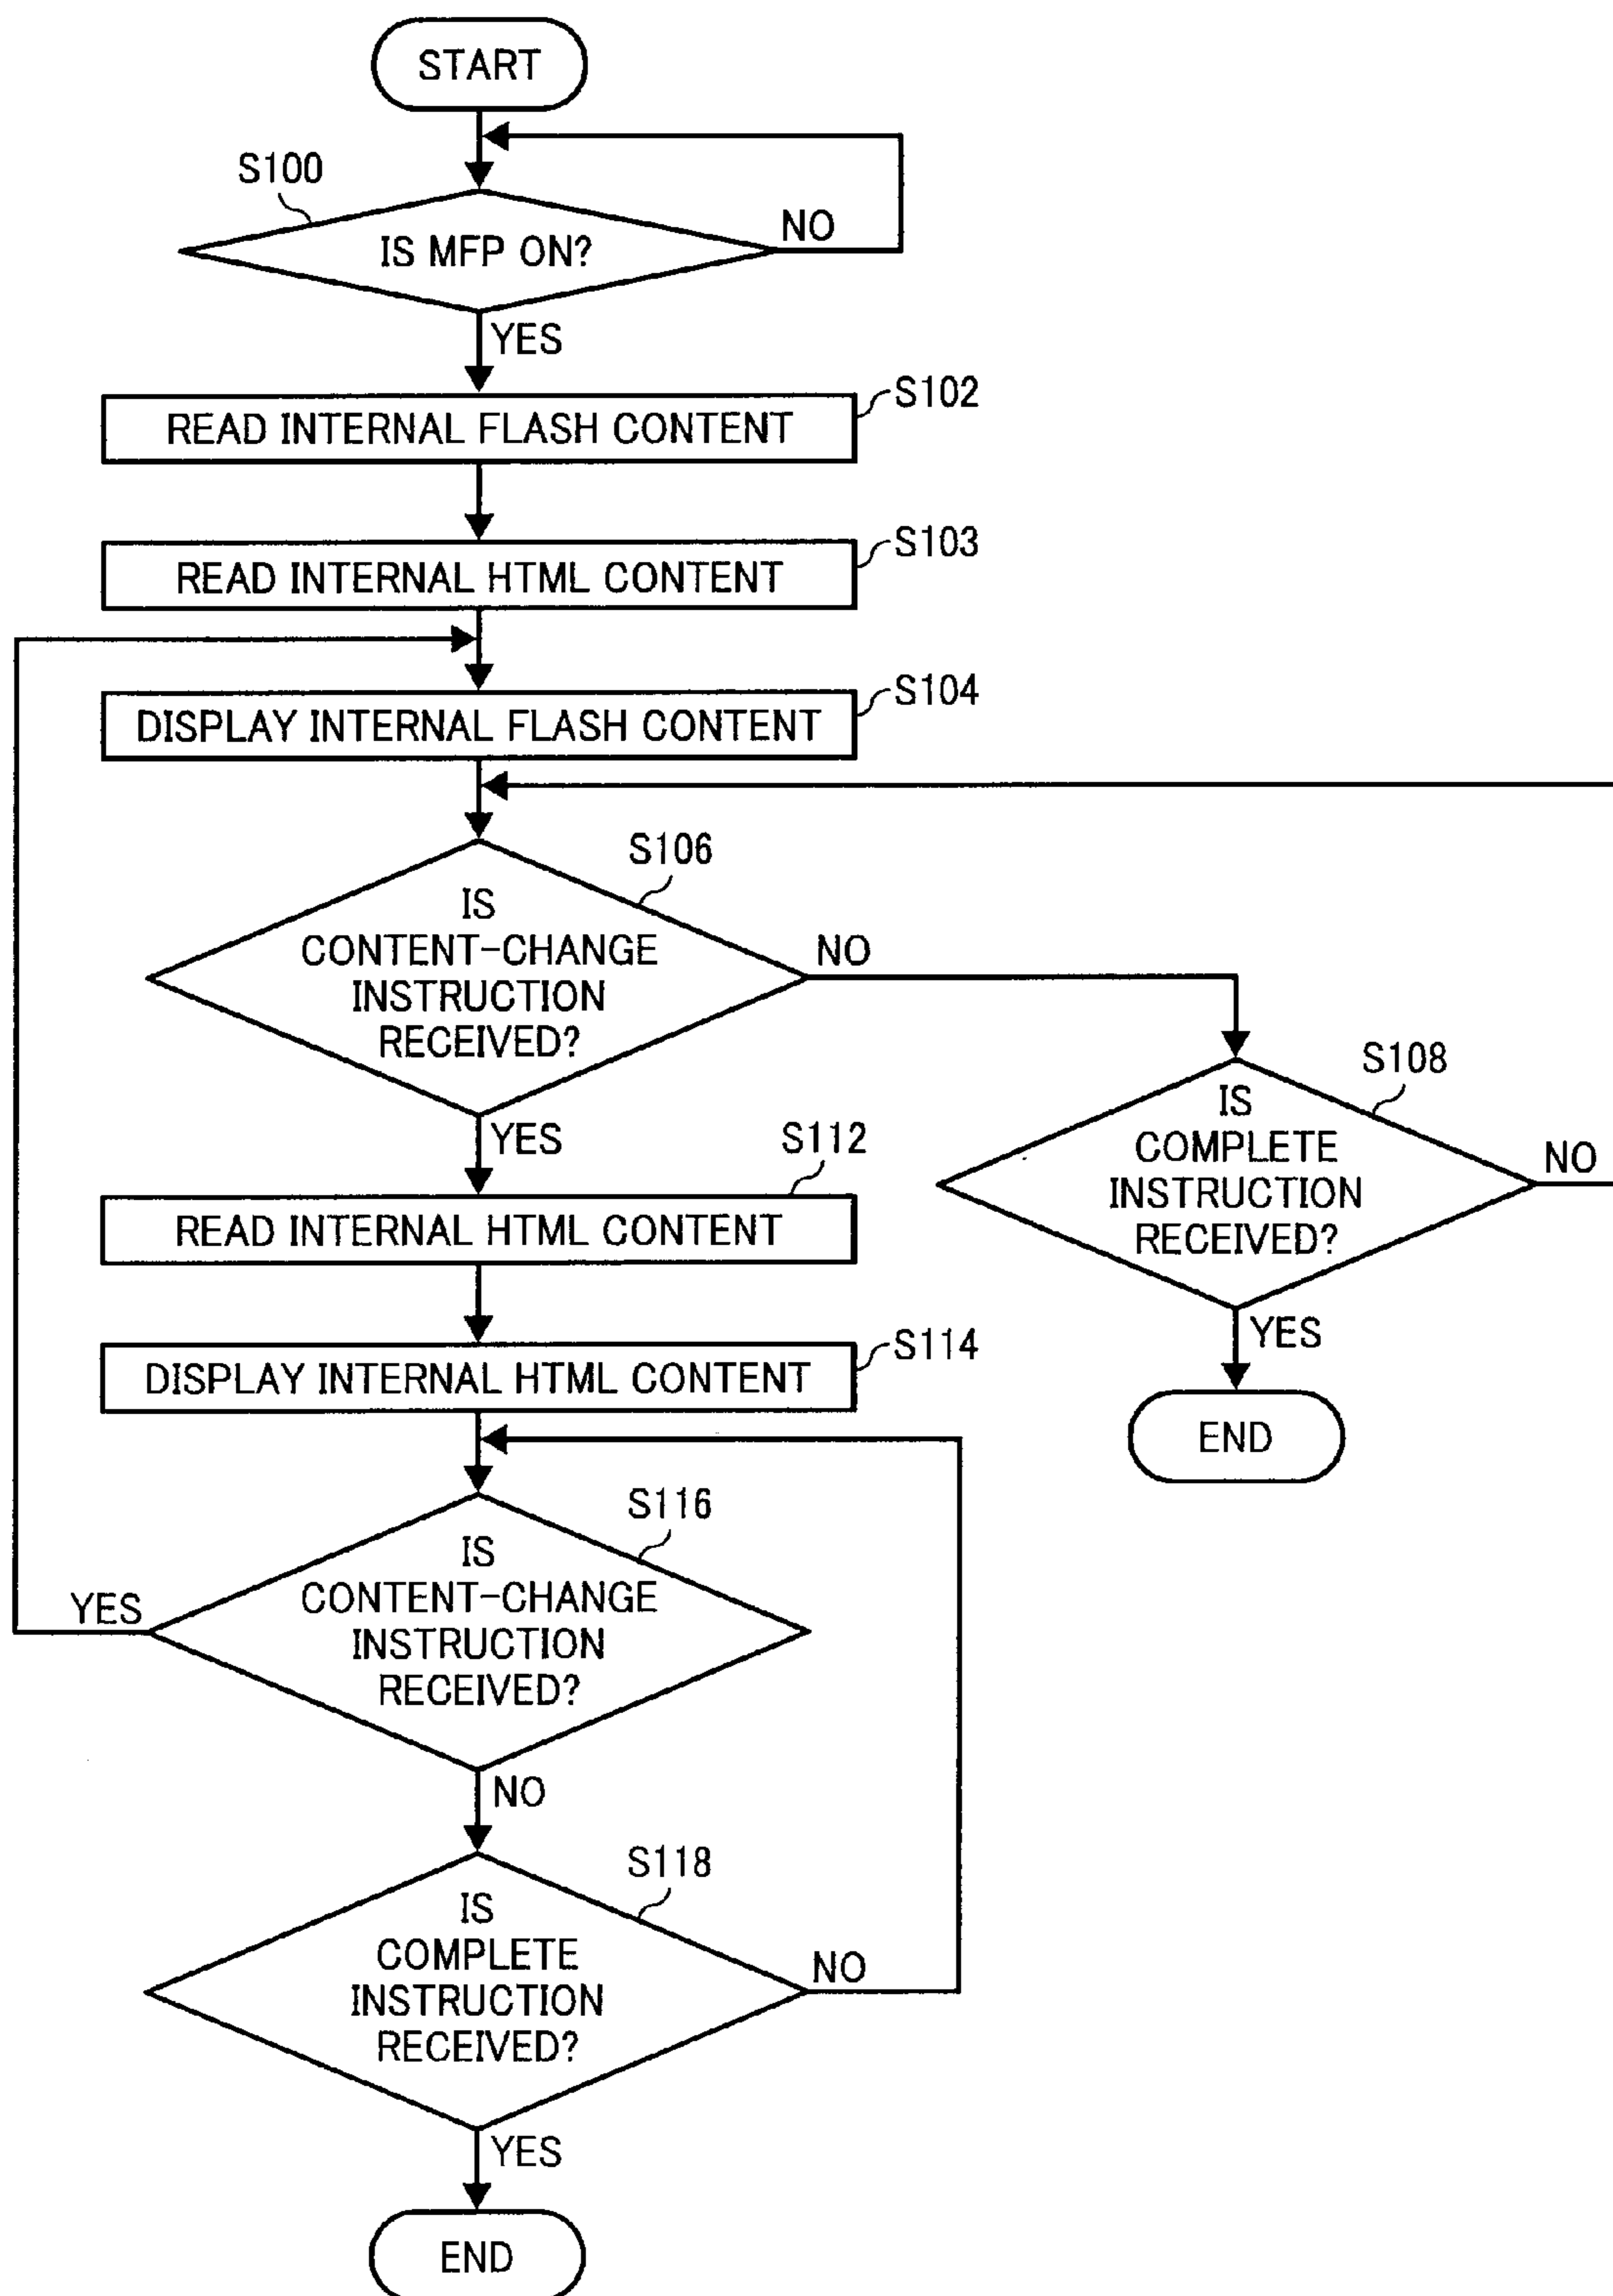 START
S100
IS MFP ON?
NO
YES
S102
READ INTERNAL FLASH CONTENT
S103
READ INTERNAL HTML CONTENT
S104
DISPLAY INTERNAL FLASH CONTENT
S106
IS
CONTENT-CHANGE
INSTRUCTION
RECEIVED?
NO
YES
S108
IS
COMPLETE
INSTRUCTION
RECEIVED?
NO
YES
END
S112
READ INTERNAL HTML CONTENT
S114
DISPLAY INTERNAL HTML CONTENT
S116
IS
CONTENT-CHANGE
INSTRUCTION
RECEIVED?
YES
NO
S118
IS
COMPLETE
INSTRUCTION
RECEIVED?
NO
YES
END